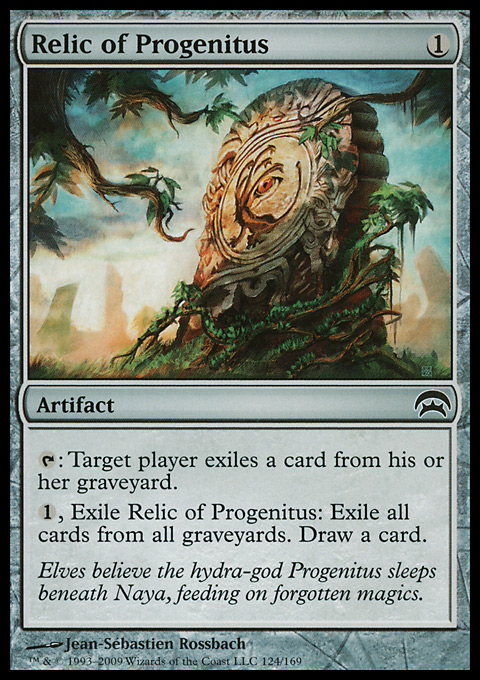 Relic of Progenitus 1
Artifact
: Target player exiles a card from his or
her graveyard.
1, Exile Relic of Progenitus: Exile all
cards from all graveyards. Draw a card.
Elves believe the hydra-god Progenitus sleeps
beneath Naya, feeding on forgotten magics.
Jean-Sébastien Rossbach
™ & © 1993–2009 Wizards of the Coast LLC 124/169